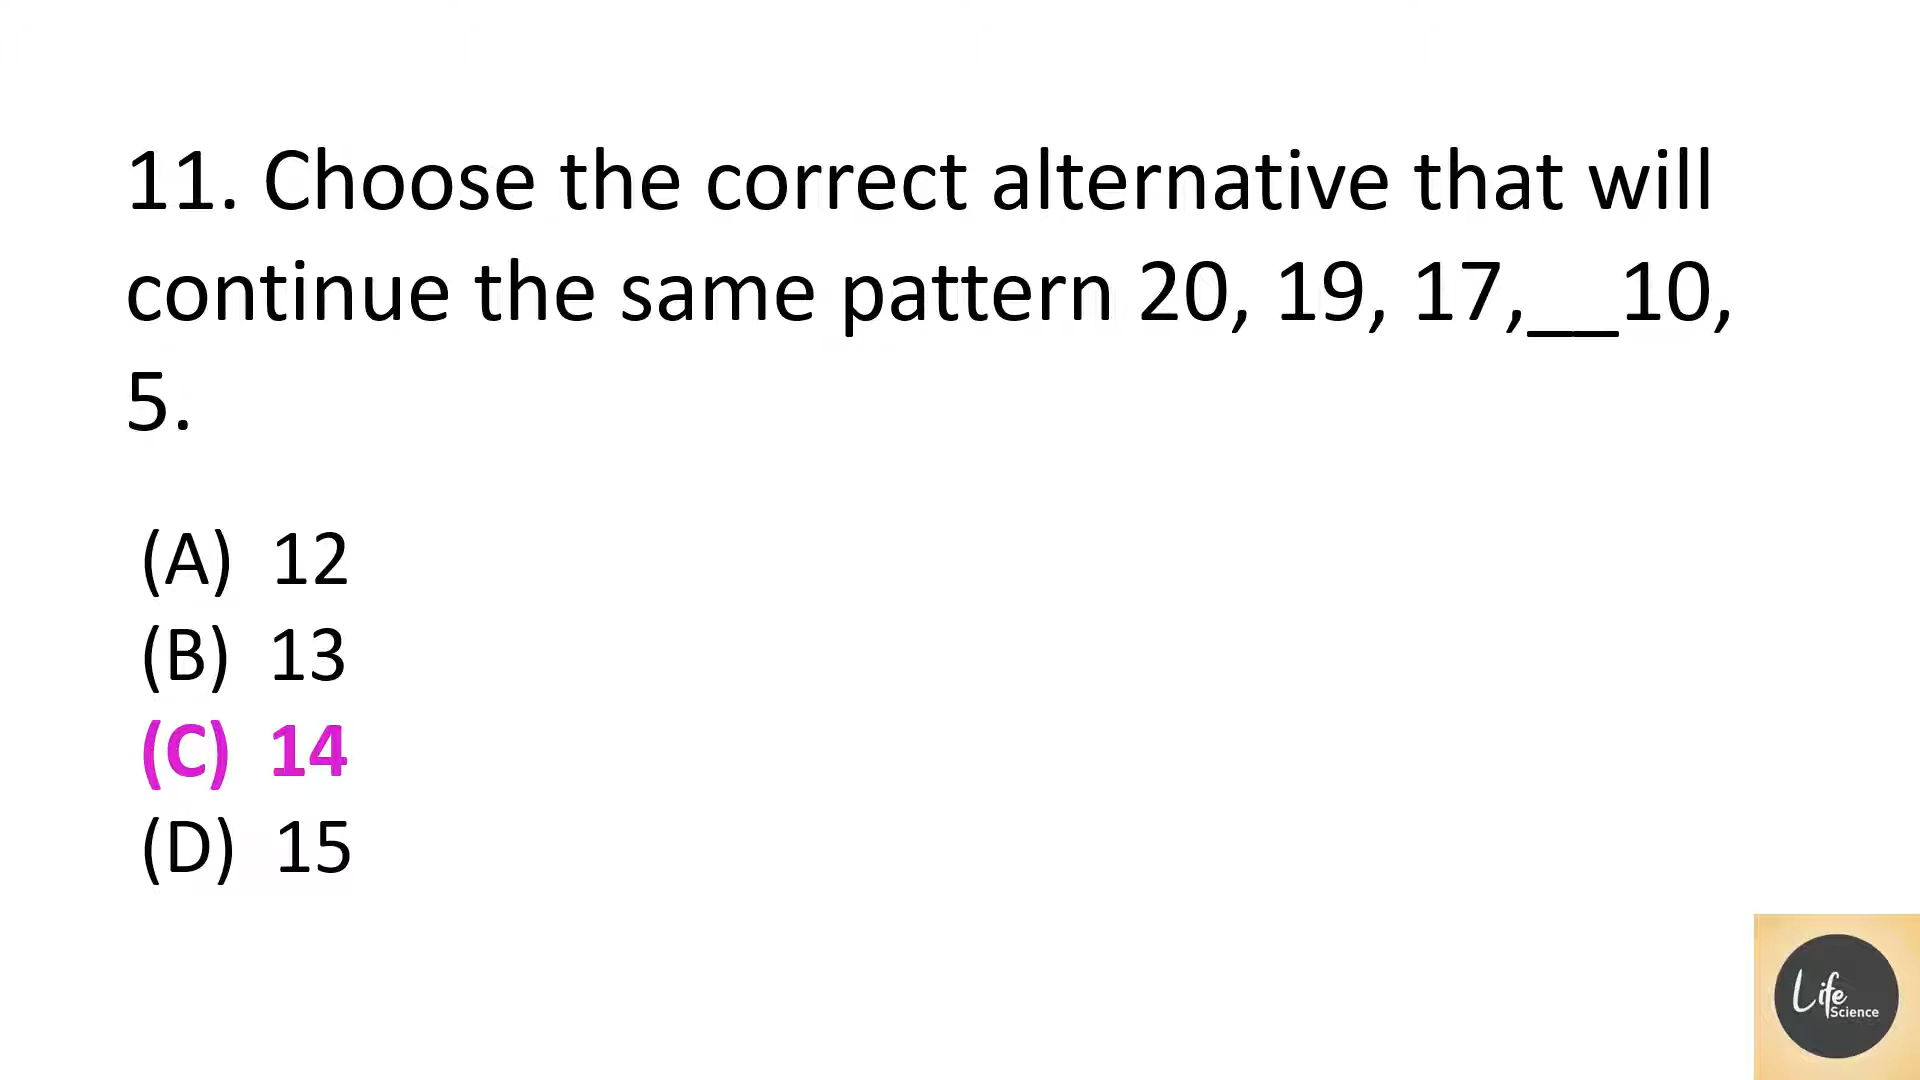 11. Choose the correct alternative that will
continue the same pattern 20, 19, 17,__10,
5.
(A) 12
(B) 13
(C) 14
(D) 15
Life
Science